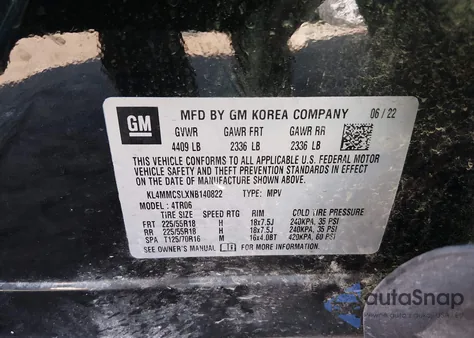 GM
MFD BY GM KOREA COMPANY 06 / 22
GVWR GAWR FRT GAWR RR
4409 LB 2336 LB 2336 LB
THIS VEHICLE CONFORMS TO ALL APPLICABLE U.S. FEDERAL MOTOR
VEHICLE SAFETY AND THEFT PREVENTION STANDARDS IN EFFECT
ON THE DATE OF MANUFACTURE SHOWN ABOVE.
KL4MMCSLXNB140822 TYPE: MPV
MODEL: 4TR06
TIRE SIZE SPEED RTG RIM COLD TIRE PRESSURE
FRT 225/55R18 H 18x7.5J 240KPA, 35 PSI
RR 225/55R18 H 18x7.5J 240KPA, 35 PSI
SPA T125/70R16 M 16x4.0BT 420KPA, 60 PSI
SEE OWNER'S MANUAL FOR MORE INFORMATION.
autoSnap